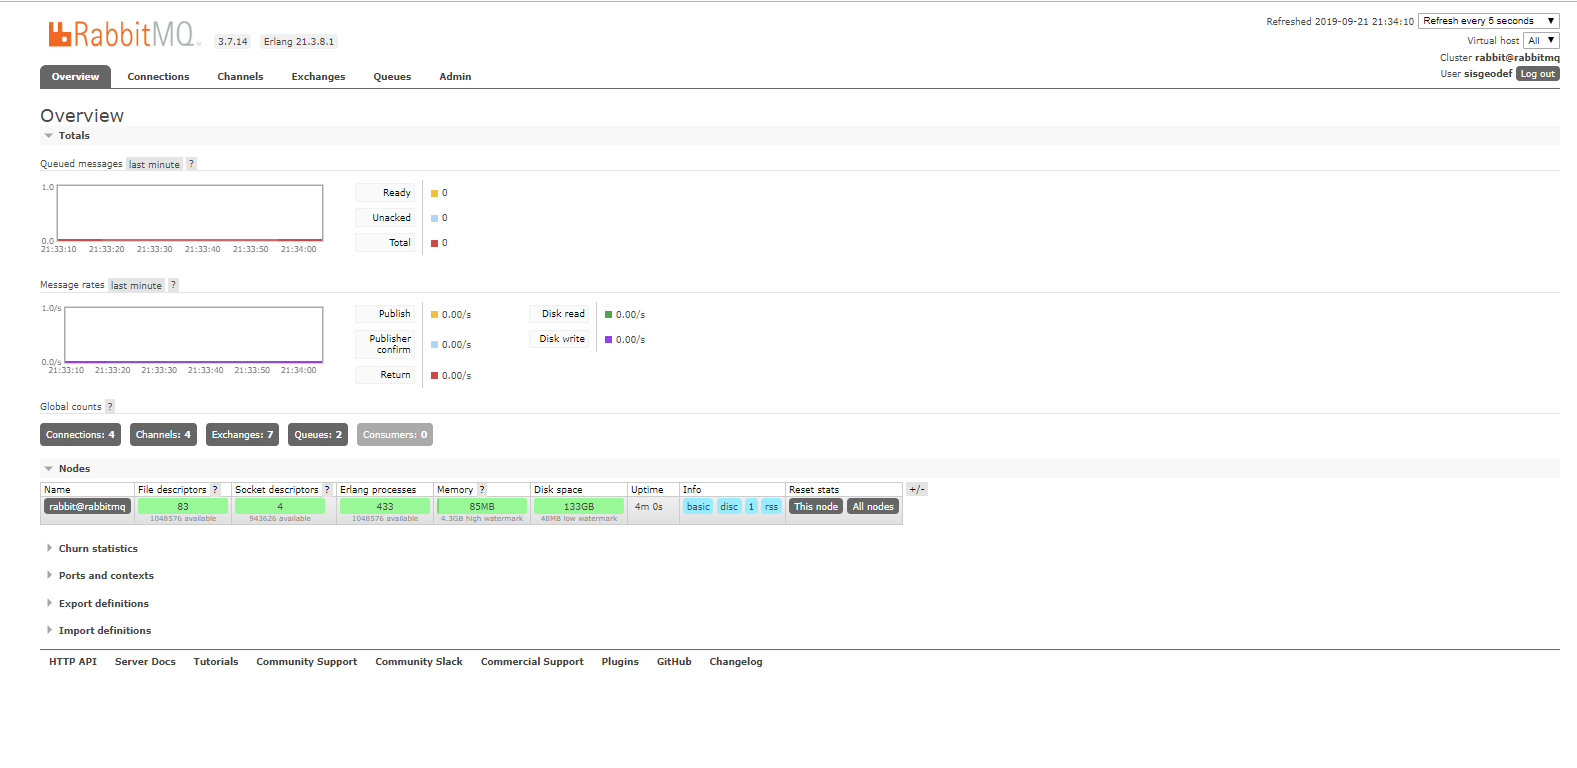 RabbitMQ 3.7.14 Erlang 21.3.8.1
Refreshed 2019-09-21 21:34:10 Refresh every 5 seconds
Virtual host All
Cluster rabbit@rabbitmq
User sisgeodef Log out
Overview Connections Channels Exchanges Queues Admin
Overview
Totals
Queued messages last minute ?
1.0
0.0
21:33:10 21:33:20 21:33:30 21:33:40 21:33:50 21:34:00
Ready 0
Unacked 0
Total 0
Message rates last minute ?
1.0/s
0.0/s
21:33:10 21:33:20 21:33:30 21:33:40 21:33:50 21:34:00
Publish 0.00/s
Publisher
confirm 0.00/s
Return 0.00/s
Disk read 0.00/s
Disk write 0.00/s
Global counts ?
Connections: 4 Channels: 4 Exchanges: 7 Queues: 2 Consumers: 0
Nodes
Name File descriptors ? Socket descriptors ? Erlang processes Memory ? Disk space Uptime Info Reset stats +/-
rabbit@rabbitmq 83 4 433 85MB 133GB 4m 0s basic disc 1 rss This node All nodes
1048576 available 943626 available 1048576 available 4.3GB high watermark 48MB low watermark
Churn statistics
Ports and contexts
Export definitions
Import definitions
HTTP API Server Docs Tutorials Community Support Community Slack Commercial Support Plugins GitHub Changelog